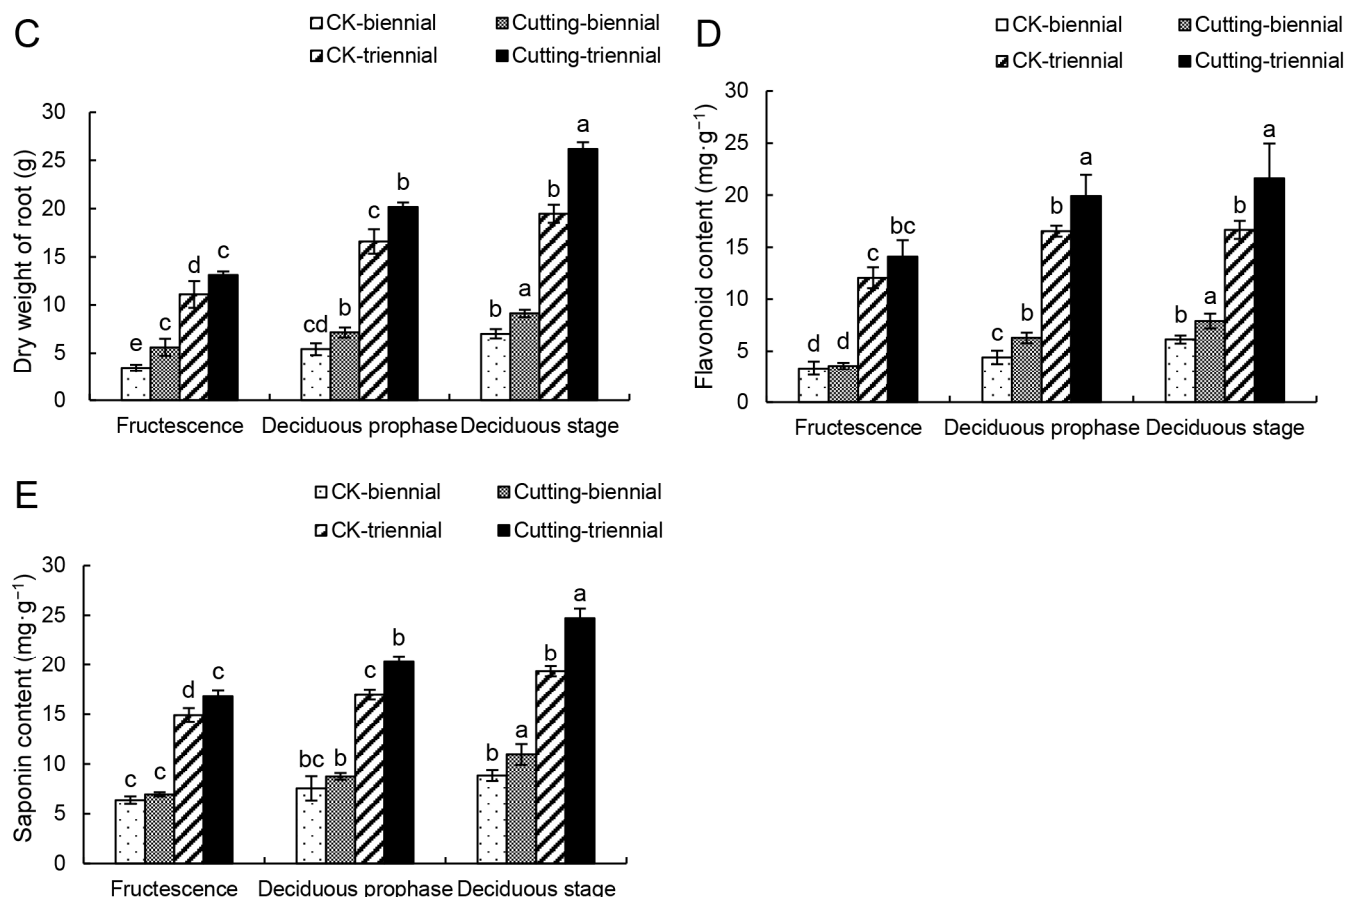 C
CK-biennial Cutting-biennial
CK-triennial Cutting-triennial
Dry weight of root (g)
30
25
20
15
10
5
0
e c d c
cd b c b
b a b a
Fructescence Deciduous prophase Deciduous stage
D
CK-biennial Cutting-biennial
CK-triennial Cutting-triennial
Flavonoid content (mg·g⁻¹)
30
25
20
15
10
5
0
d d c bc
c b b a
b a b a
Fructescence Deciduous prophase Deciduous stage
E
CK-biennial Cutting-biennial
CK-triennial Cutting-triennial
Saponin content (mg·g⁻¹)
30
25
20
15
10
5
0
c c d c
bc b c b
b a b a
Fructescence Deciduous prophase Deciduous stage